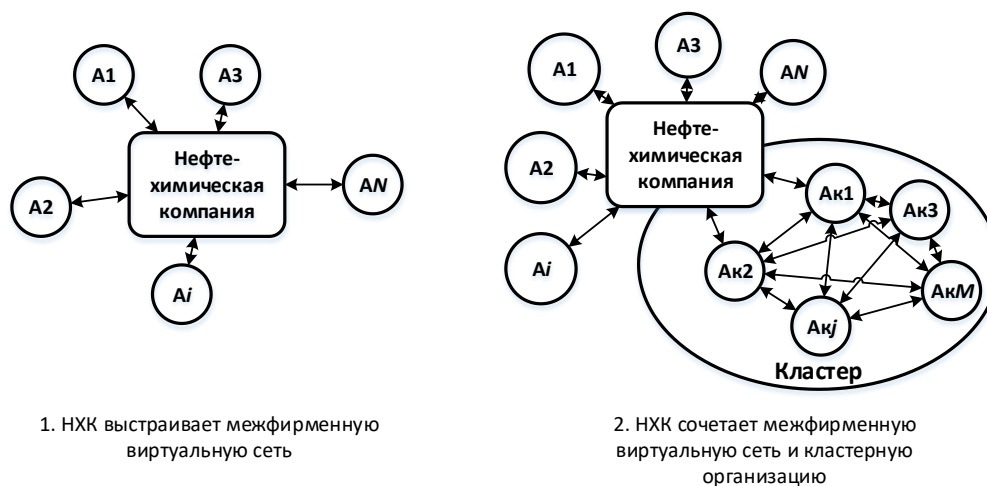 А1
А3
Нефте-
химическая
компания
А2
АN
Аi
1. НХК выстраивает межфирменную
виртуальную сеть
А1
А3
АN
Нефте-
химическая
компания
А2
Аi
Ак1
Ак3
Ак2
АкM
Акj
Кластер
2. НХК сочетает межфирменную
виртуальную сеть и кластерную
организацию